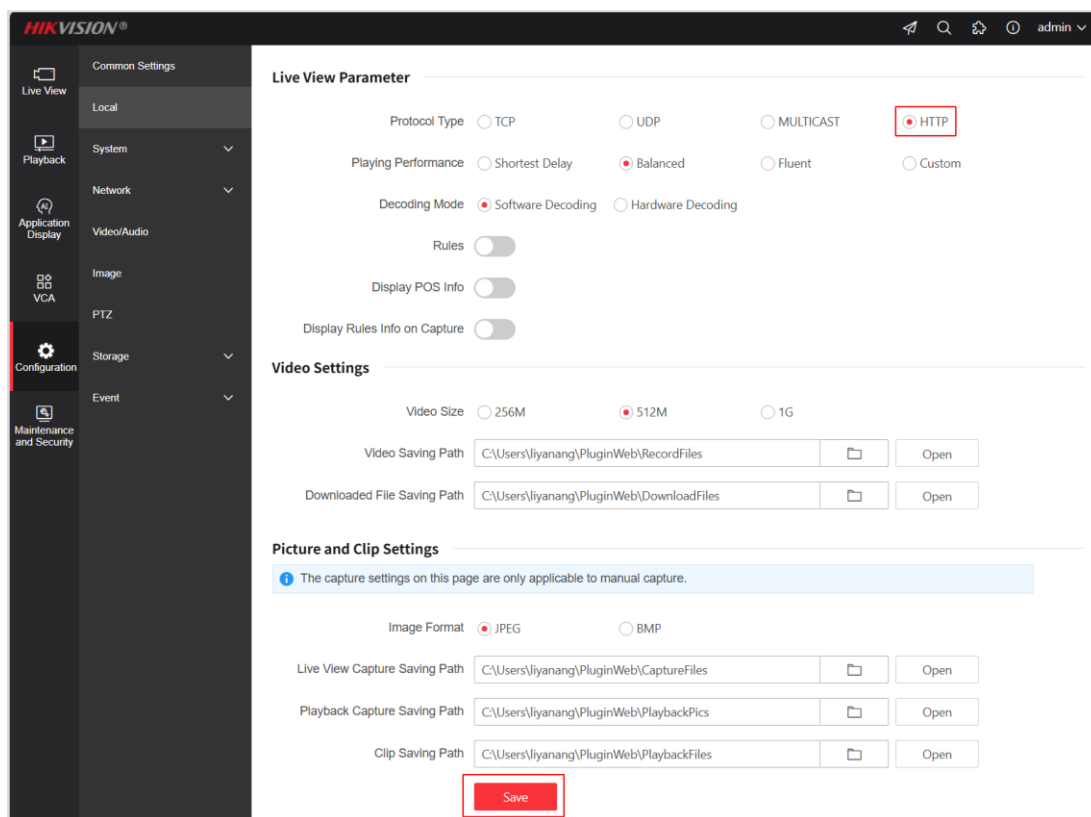 HIKVISION®
admin
Live View
Playback
Application
Display
VCA
Configuration
Maintenance
and Security
Common Settings
Local
System
Network
Video/Audio
Image
PTZ
Storage
Event
Live View Parameter
Protocol Type TCP UDP MULTICAST HTTP
Playing Performance Shortest Delay Balanced Fluent Custom
Decoding Mode Software Decoding Hardware Decoding
Rules
Display POS Info
Display Rules Info on Capture
Video Settings
Video Size 256M 512M 1G
Video Saving Path C:\Users\liyanang\PluginWeb\RecordFiles Open
Downloaded File Saving Path C:\Users\liyanang\PluginWeb\DownloadFiles Open
Picture and Clip Settings
The capture settings on this page are only applicable to manual capture.
Image Format JPEG BMP
Live View Capture Saving Path C:\Users\liyanang\PluginWeb\CaptureFiles Open
Playback Capture Saving Path C:\Users\liyanang\PluginWeb\PlaybackPics Open
Clip Saving Path C:\Users\liyanang\PluginWeb\PlaybackFiles Open
Save